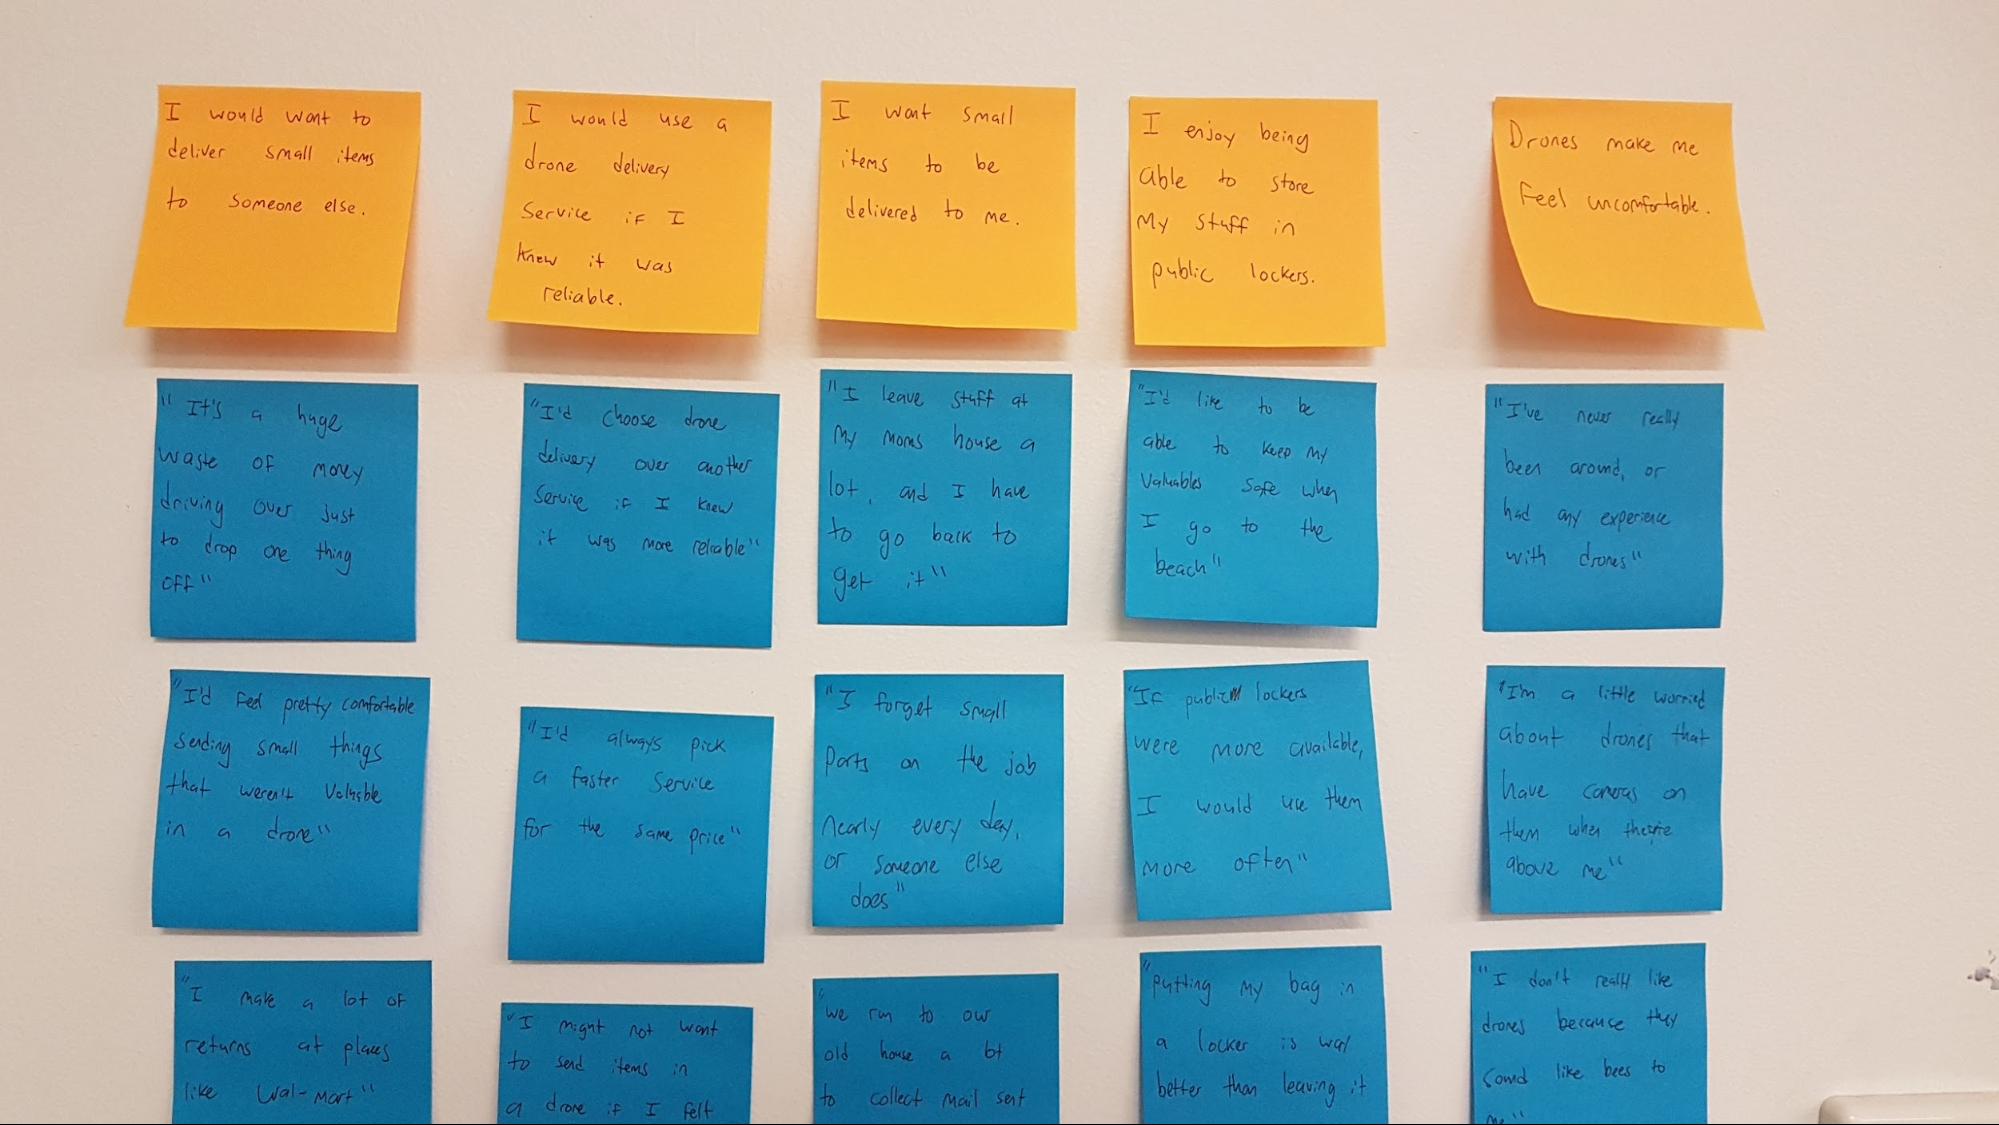 I would want to
deliver small items
to someone else.
I would use a
drone delivery
Service if I
knew it was
reliable.
I want small
items to be
delivered to me.
I enjoy being
able to store
My stuff in
public lockers.
Drones make me
Feel uncomfortable.
"It's a huge
waste of money
driving over just
to drop one thing
off"
"I'd choose drone
delivery over another
Service if I knew
it was more reliable"
"I leave stuff at
My moms house a
lot, and I have
to go back to
get it"
"I'd like to be
able to keep my
Valuables safe when
I go to the
beach"
"I've never really
been around, or
had any experience
with drones"
"I'd feel pretty comfortable
sending small things
that weren't valuable
in a drone"
"I'd always pick
a faster service
for the same price"
"I forget small
parts on the job
nearly every day,
or someone else
does"
"If public lockers
were more available,
I would use them
more often"
"I'm a little worried
about drones that
have cameras on
them when they're
above me"
"I make a lot of
returns at places
like Wal-mart"
"I might not want
to send items in
a drone if I felt
"we run to our
old house a bt
to collect mail sent
"putting my bag in
a locker is way
better than leaving it
"I don't really like
drones because they
sound like bees to
me"